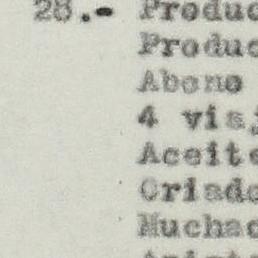 28.- Produc
Produc
Abono
4 vis
Aceite
Criado
Muchac